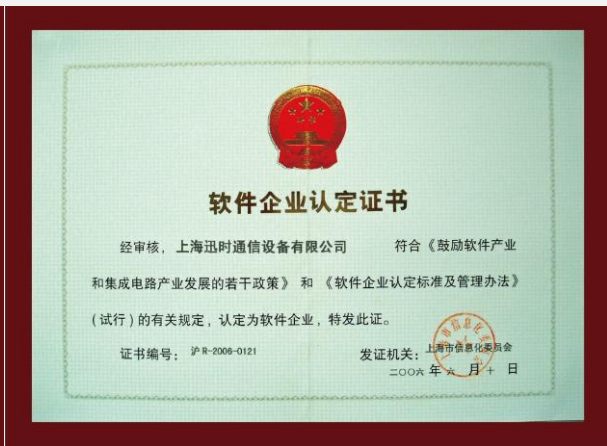 软件企业认定证书
经审核，上海迅时通信设备有限公司 符合《鼓励软件产业
和集成电路产业发展的若干政策》 和 《软件企业认定标准及管理办法》
(试行)的有关规定，认定为软件企业，特发此证。
证书编号： 沪R-2006-0121 发证机关： 上海市信息化委员会
二〇〇六 年 六 月 十 日